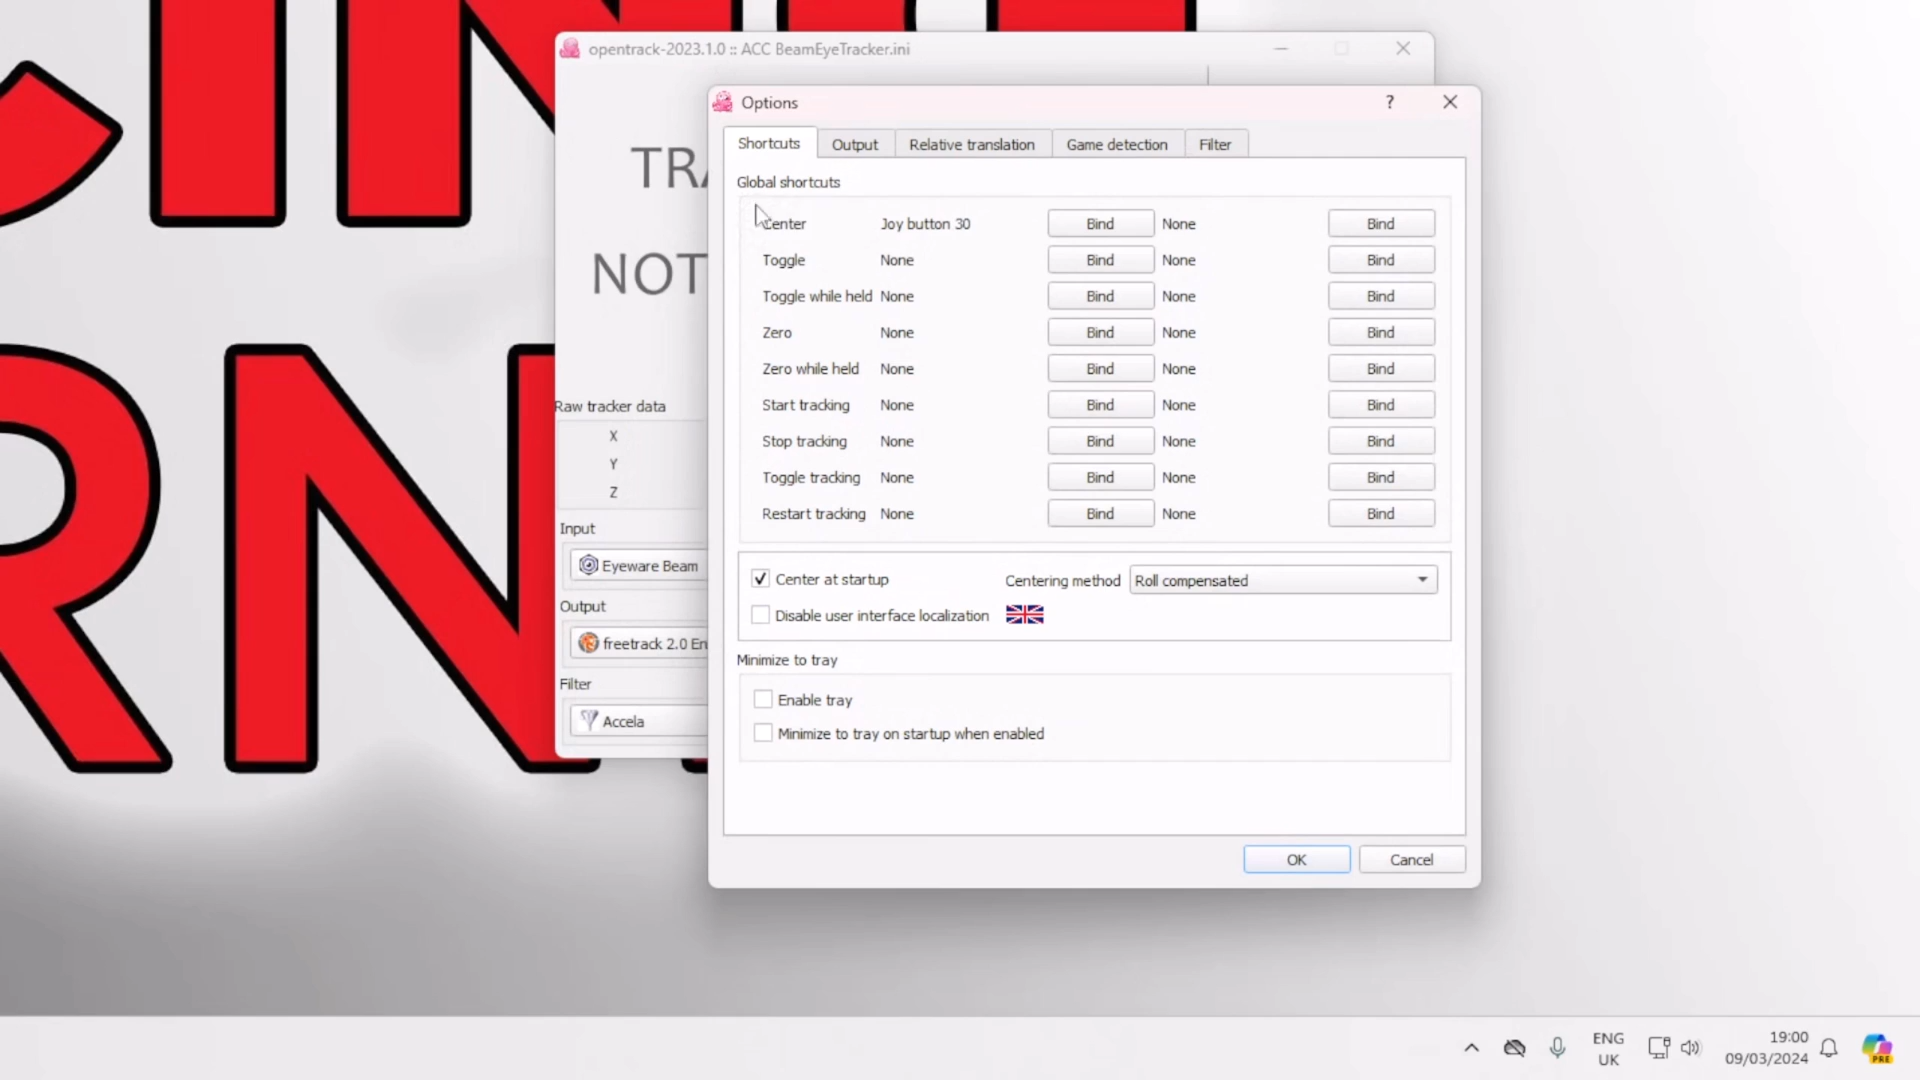 opentrack-2023.1.0 :: ACC BeamEyeTracker.ini
Options
?
Shortcuts Output Relative translation Game detection Filter
Global shortcuts
Center Joy button 30 Bind None Bind
Toggle None Bind None Bind
Toggle while held None Bind None Bind
Zero None Bind None Bind
Zero while held None Bind None Bind
Start tracking None Bind None Bind
Stop tracking None Bind None Bind
Toggle tracking None Bind None Bind
Restart tracking None Bind None Bind
Center at startup Centering method Roll compensated
Disable user interface localization
Minimize to tray
Enable tray
Minimize to tray on startup when enabled
OK Cancel
NOT
Raw tracker data
X
Y
Z
Input
Eyeware Beam
Output
freetrack 2.0 En
Filter
Accela
ENG
UK
19:00
09/03/2024
PRE